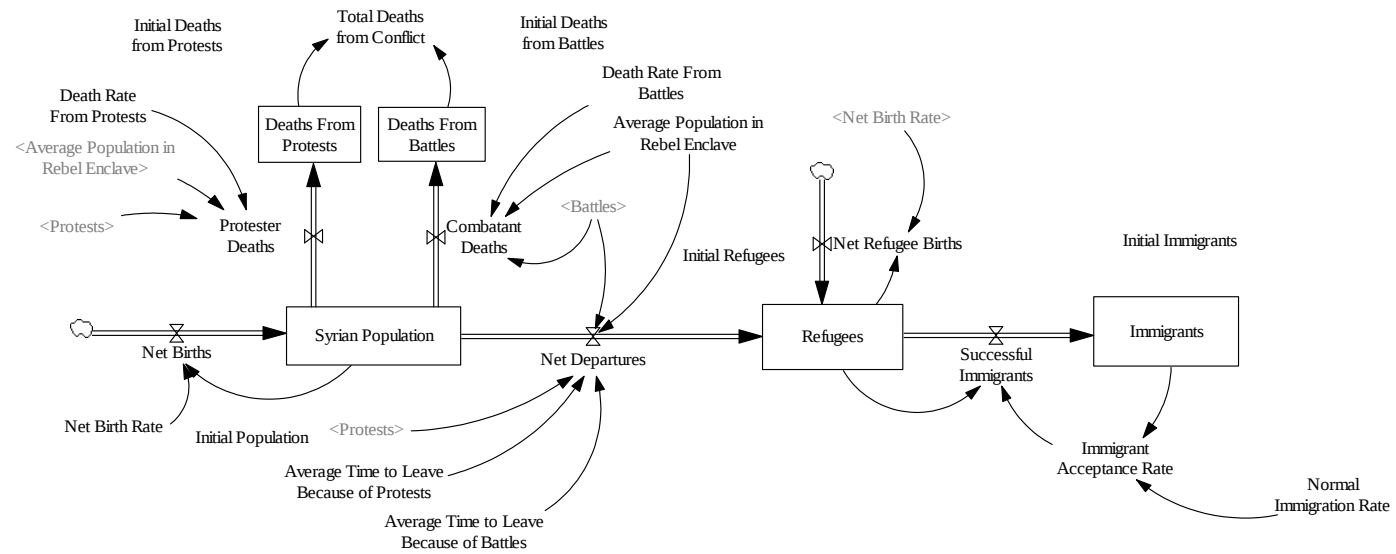 Initial Deaths
from Protests
Total Deaths
from Conflict
Initial Deaths
from Battles
Death Rate
From Protests
Deaths From
Protests
Deaths From
Battles
Death Rate From
Battles
Average Population in
Rebel Enclave
<Net Birth Rate>
<Average Population in
Rebel Enclave>
<Protests>
Protester
Deaths
Combatant
Deaths
<Battles>
Initial Refugees
Net Refugee Births
Initial Immigrants
Syrian Population
Refugees
Immigrants
Net Births
Net Departures
Successful
Immigrants
Net Birth Rate
Initial Population
<Protests>
Average Time to Leave
Because of Protests
Average Time to Leave
Because of Battles
Immigrant
Acceptance Rate
Normal
Immigration Rate